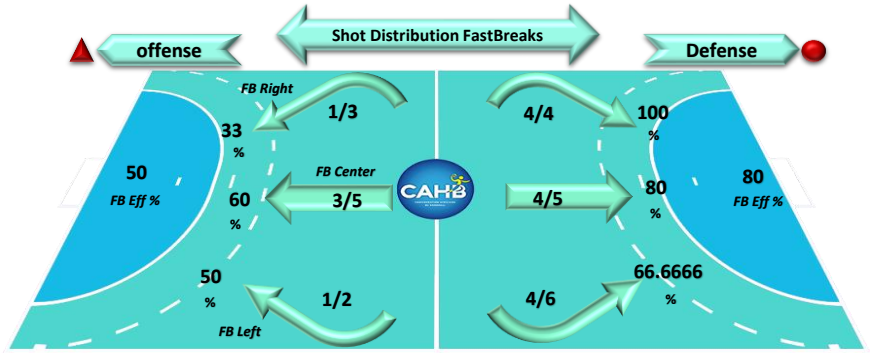 Shot Distribution FastBreaks
offense
Defense
FB Right
1/3
4/4
33
%
100
%
FB Center
50
FB Eff %
60
%
3/5
CAHB
4/5
80
%
80
FB Eff %
50
%
1/2
4/6
66.6666
%
FB Left